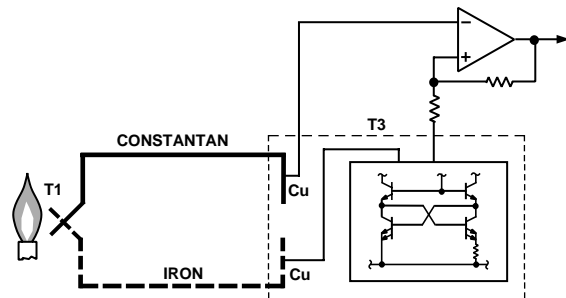 −
+
T3
CONSTANTAN
T1
Cu
Cu
IRON